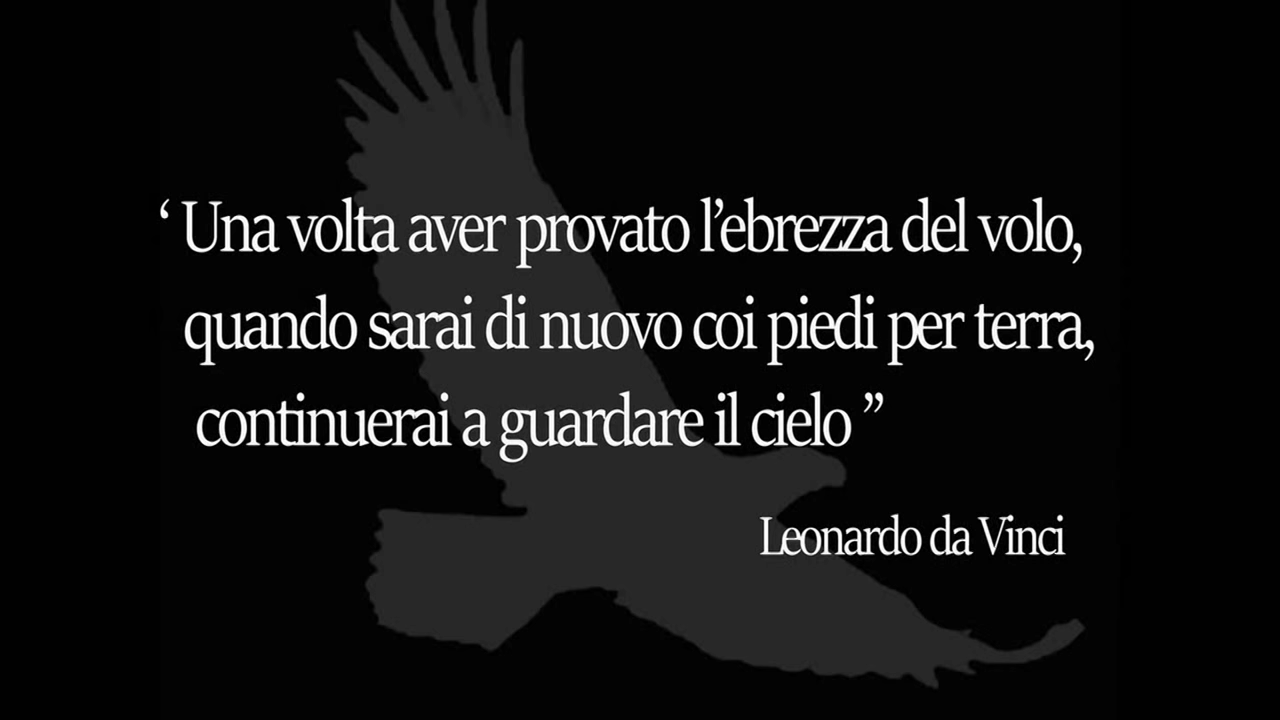 ‘ Una volta aver provato l’ebrezza del volo,
quando sarai di nuovo coi piedi per terra,
continuerai a guardare il cielo ”
Leonardo da Vinci